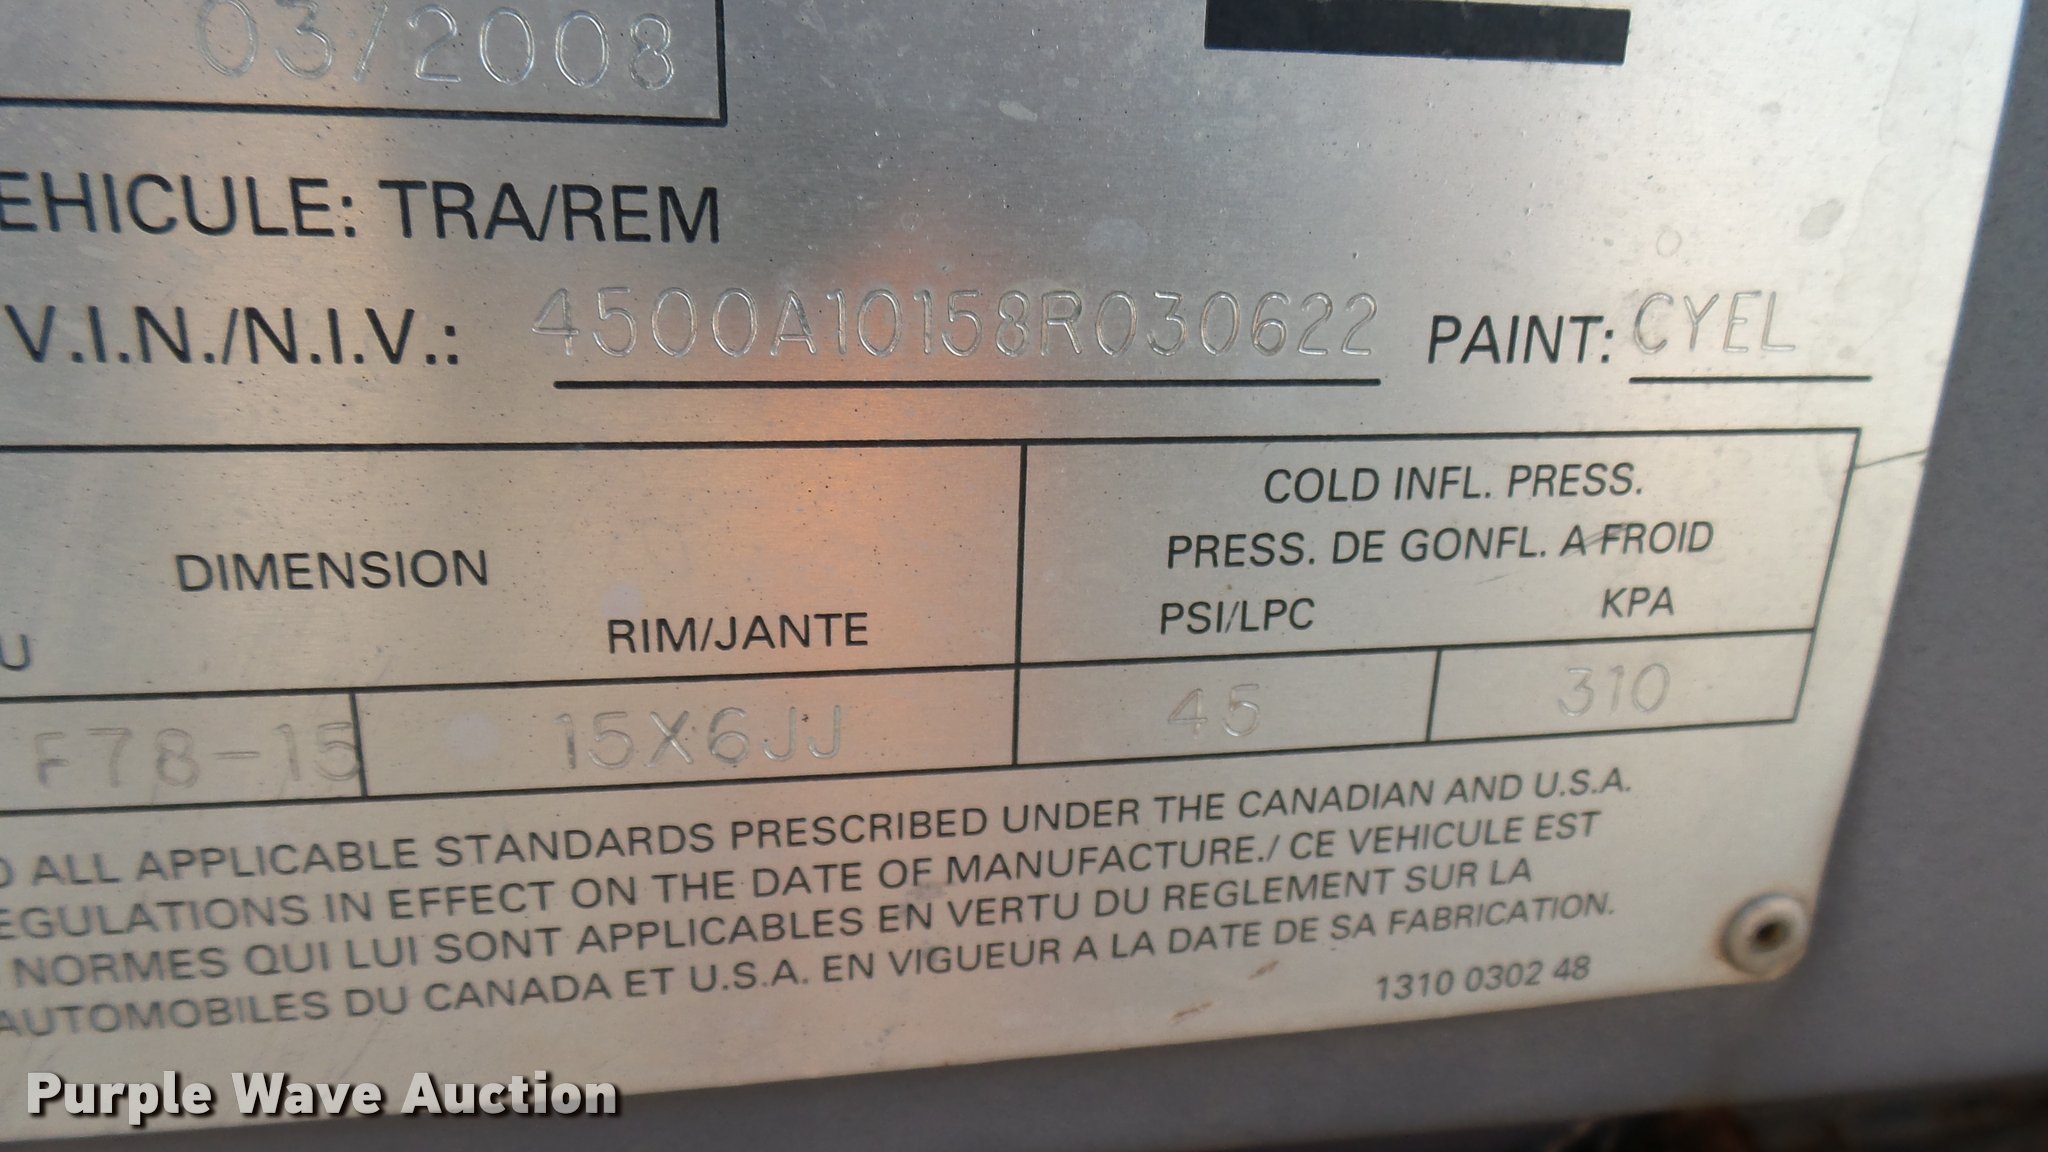 03/2008
EHICULE: TRA/REM
V.I.N./N.I.V.: 4500A10158R030622 PAINT: CYEL
COLD INFL. PRESS.
PRESS. DE GONFL. A FROID
DIMENSION
PSI/LPC KPA
U RIM/JANTE
F78-15 15X6JJ 45 310
O ALL APPLICABLE STANDARDS PRESCRIBED UNDER THE CANADIAN AND U.S.A.
EGULATIONS IN EFFECT ON THE DATE OF MANUFACTURE./ CE VEHICULE EST
NORMES QUI LUI SONT APPLICABLES EN VERTU DU REGLEMENT SUR LA
AUTOMOBILES DU CANADA ET U.S.A. EN VIGUEUR A LA DATE DE SA FABRICATION.
1310 0302 48
Purple Wave Auction